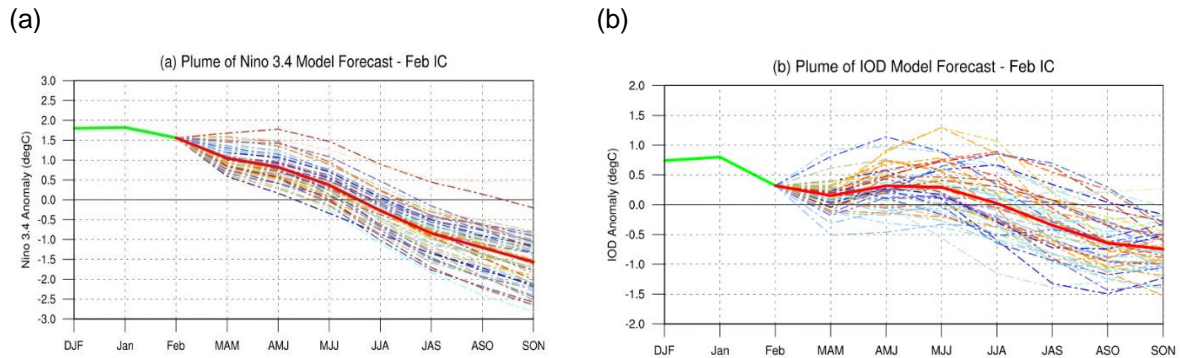 (a)
(b)
(a) Plume of Nino 3.4 Model Forecast - Feb IC
Nino 3.4 Anomaly (degC)
3.0
2.5
2.0
1.5
1.0
0.5
0.0
-0.5
-1.0
-1.5
-2.0
-2.5
-3.0
DJF Jan Feb MAM AMJ MJJ JJA JAS ASO SON
(b) Plume of IOD Model Forecast - Feb IC
IOD Anomaly (degC)
2.0
1.5
1.0
0.5
0.0
-0.5
-1.0
-1.5
-2.0
DJF Jan Feb MAM AMJ MJJ JJA JAS ASO SON